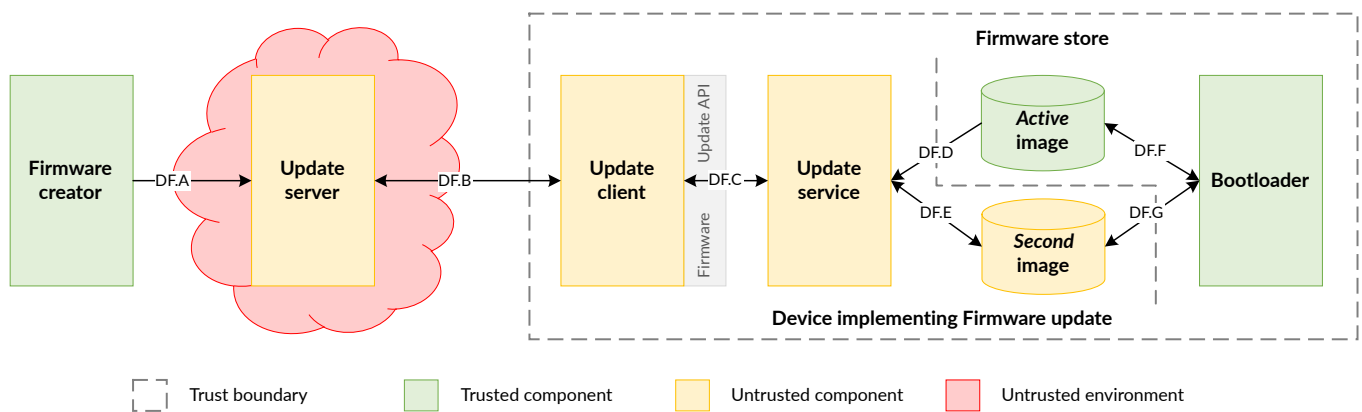 Firmware store
Firmware
creator
DF.A
Update
server
DF.B
Update
client
Firmware Update API
DF.C
Update
service
DF.D
DF.E
Active
image
Second
image
DF.F
DF.G
Bootloader
Device implementing Firmware update
Trust boundary
Trusted component
Untrusted component
Untrusted environment